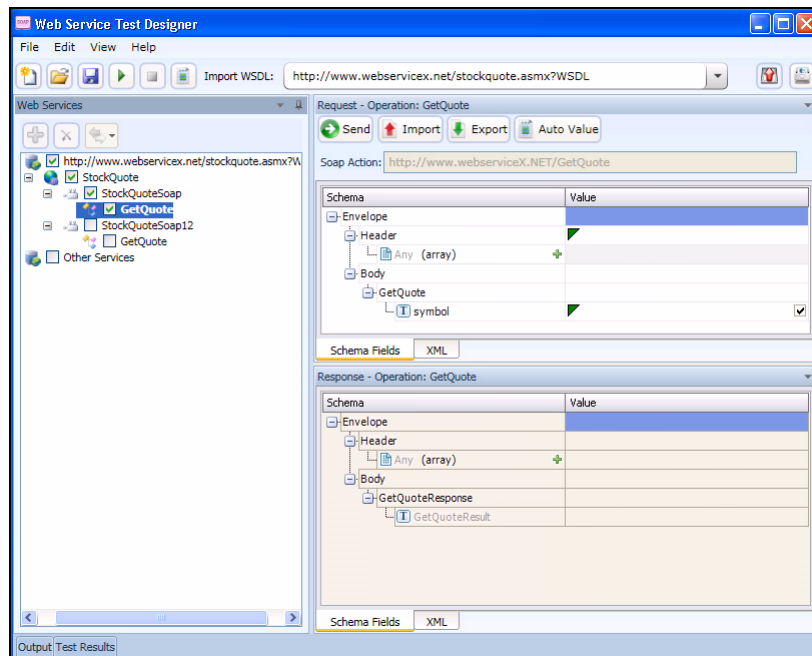 Web Service Test Designer
File Edit View Help
Import WSDL: http://www.webservicex.net/stockquote.asmx?WSDL
Web Services
http://www.webservicex.net/stockquote.asmx?W
StockQuote
StockQuoteSoap
GetQuote
StockQuoteSoap12
GetQuote
Other Services
Request - Operation: GetQuote
Send Import Export Auto Value
Soap Action: http://www.webserviceX.NET/GetQuote
Schema Value
Envelope
Header
Any (array)
Body
GetQuote
T symbol
Schema Fields XML
Response - Operation: GetQuote
Schema Value
Envelope
Header
Any (array)
Body
GetQuoteResponse
T GetQuoteResult
Schema Fields XML
Output Test Results